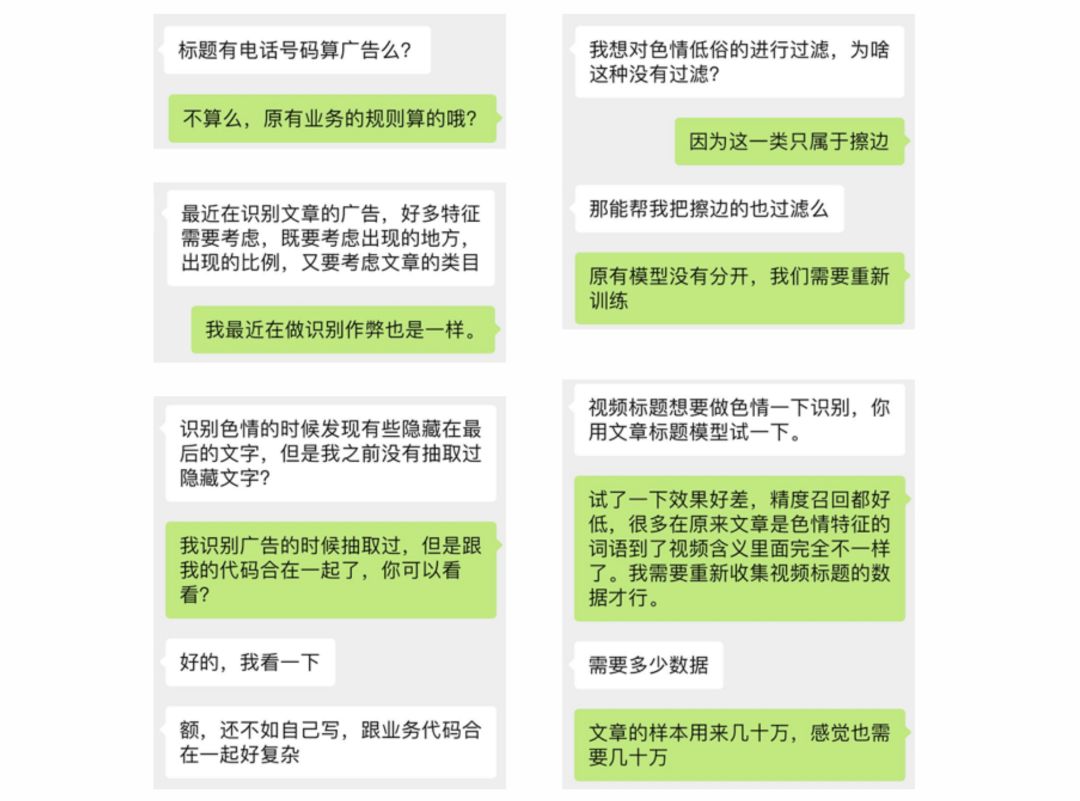 标题有电话号码算广告么？
不算么，原有业务的规则算的哦？
最近在识别文章的广告，好多特征
需要考虑，既要考虑出现的地方，
出现的比例，又要考虑文章的类目
我最近在做识别作弊也是一样。
识别色情的时候发现有些隐藏在最
后的文字，但是我之前没有抽取过
隐藏文字？
我识别广告的时候抽取过，但是跟
我的代码合在一起了，你可以看
看？
好的，我看一下
额，还不如自己写，跟业务代码合
在一起好复杂
我想对色情低俗的进行过滤，为啥
这种没有过滤？
因为这一类只属于擦边
那能帮我把擦边的也过滤么
原有模型没有分开，我们需要重新
训练
视频标题想要做色情一下识别，你
用文章标题模型试一下。
试了一下效果好差，精度召回都好
低，很多在原来文章是色情特征的
词语到了视频含义里面完全不一样
了。我需要重新收集视频标题的数
据才行。
需要多少数据
文章的样本用来几十万，感觉也需
要几十万